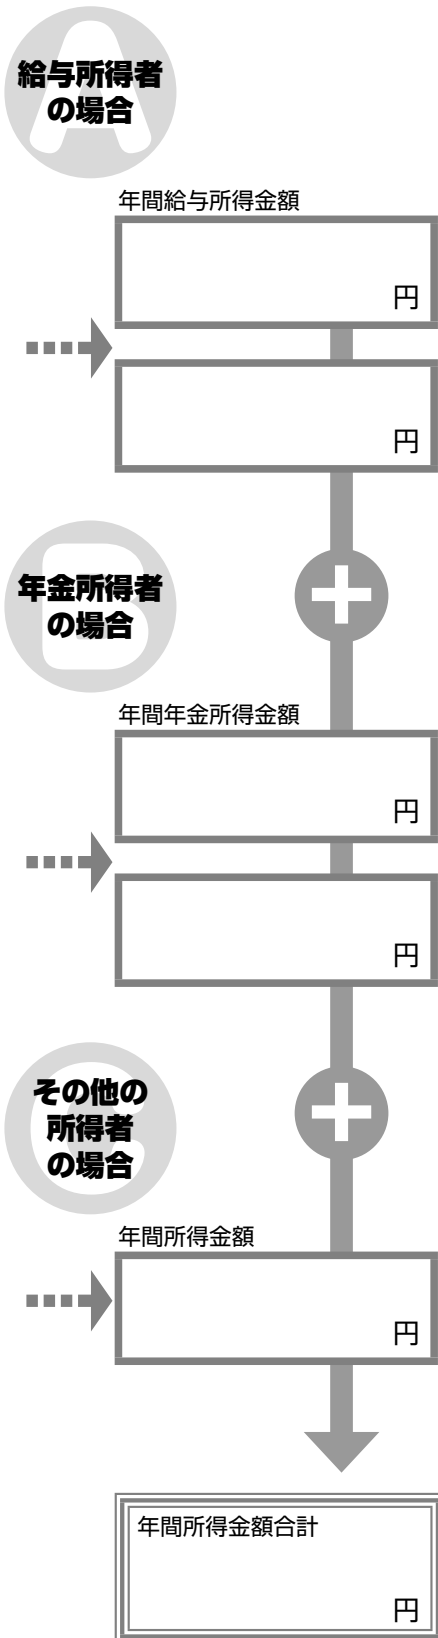 A
給与所得者
の場合
年間給与所得金額
円
円
B
年金所得者
の場合
年間年金所得金額
円
円
C
その他の
所得者
の場合
年間所得金額
円
年間所得金額合計
円